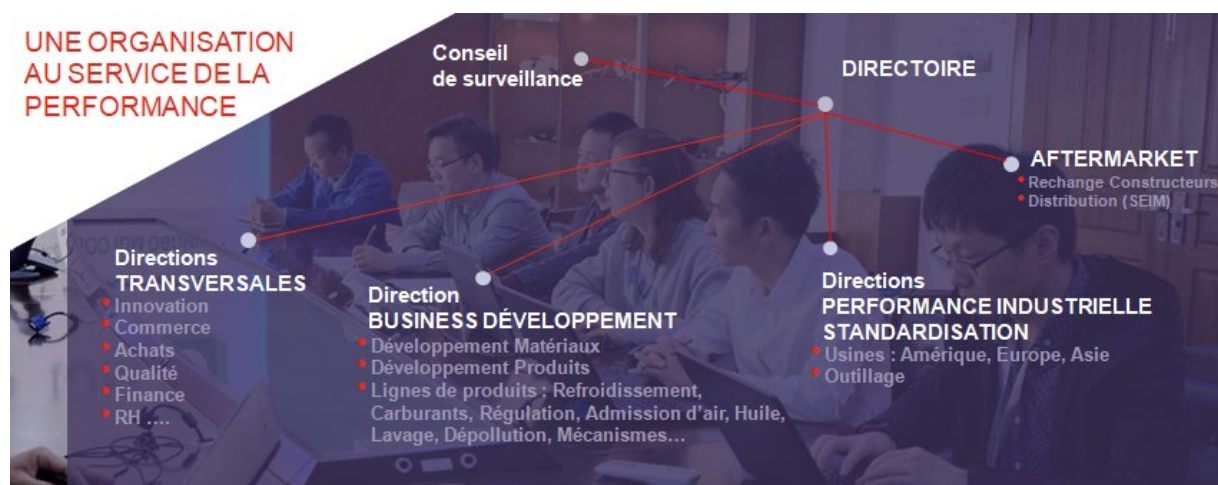 UNE ORGANISATION
AU SERVICE DE LA
PERFORMANCE
Conseil
de surveillance
DIRECTOIRE
AFTERMARKET
• Rechange Constructeurs
• Distribution (SEIM)
Directions
TRANSVERSALES
• Innovation
• Commerce
• Achats
• Qualité
• Finance
• RH ....
Direction
BUSINESS DÉVELOPPEMENT
• Développement Matériaux
• Développement Produits
• Lignes de produits : Refroidissement,
Carburants, Régulation, Admission d’air, Huile,
Lavage, Dépollution, Mécanismes…
Directions
PERFORMANCE INDUSTRIELLE
STANDARDISATION
• Usines : Amérique, Europe, Asie
• Outillage